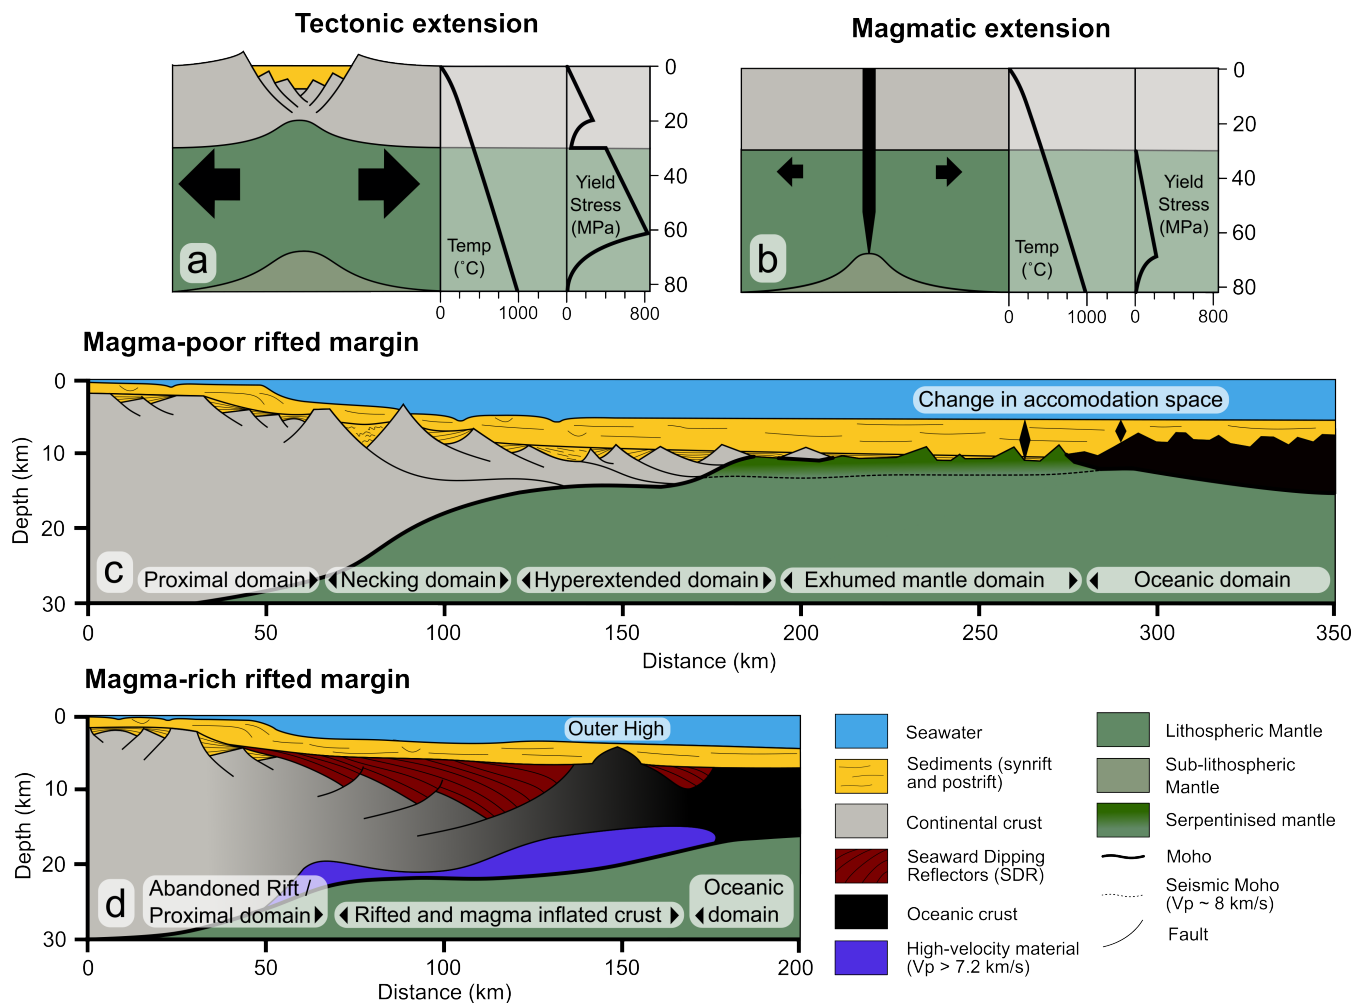 Tectonic extension
Magmatic extension
0
20
40
60
80
Temp
(˚C)
Yield
Stress
(MPa)
a
0
1000
0
800
0
20
40
60
80
Temp
(˚C)
Yield
Stress
(MPa)
b
0
1000
0
800
Magma-poor rifted margin
0
10
20
30
Depth (km)
Change in accomodation space
c
Proximal domain
Necking domain
Hyperextended domain
Exhumed mantle domain
Oceanic domain
0
50
100
150
200
250
300
350
Distance (km)
Magma-rich rifted margin
0
10
20
30
Depth (km)
Outer High
d
Abandoned Rift /
Proximal domain
Rifted and magma inflated crust
Oceanic
domain
0
50
100
150
200
Distance (km)
Seawater
Sediments (synrift
and postrift)
Continental crust
Seaward Dipping
Reflectors (SDR)
Oceanic crust
High-velocity material
(Vp > 7.2 km/s)
Lithospheric Mantle
Sub-lithospheric
Mantle
Serpentinised mantle
Moho
Seismic Moho
(Vp ~ 8 km/s)
Fault